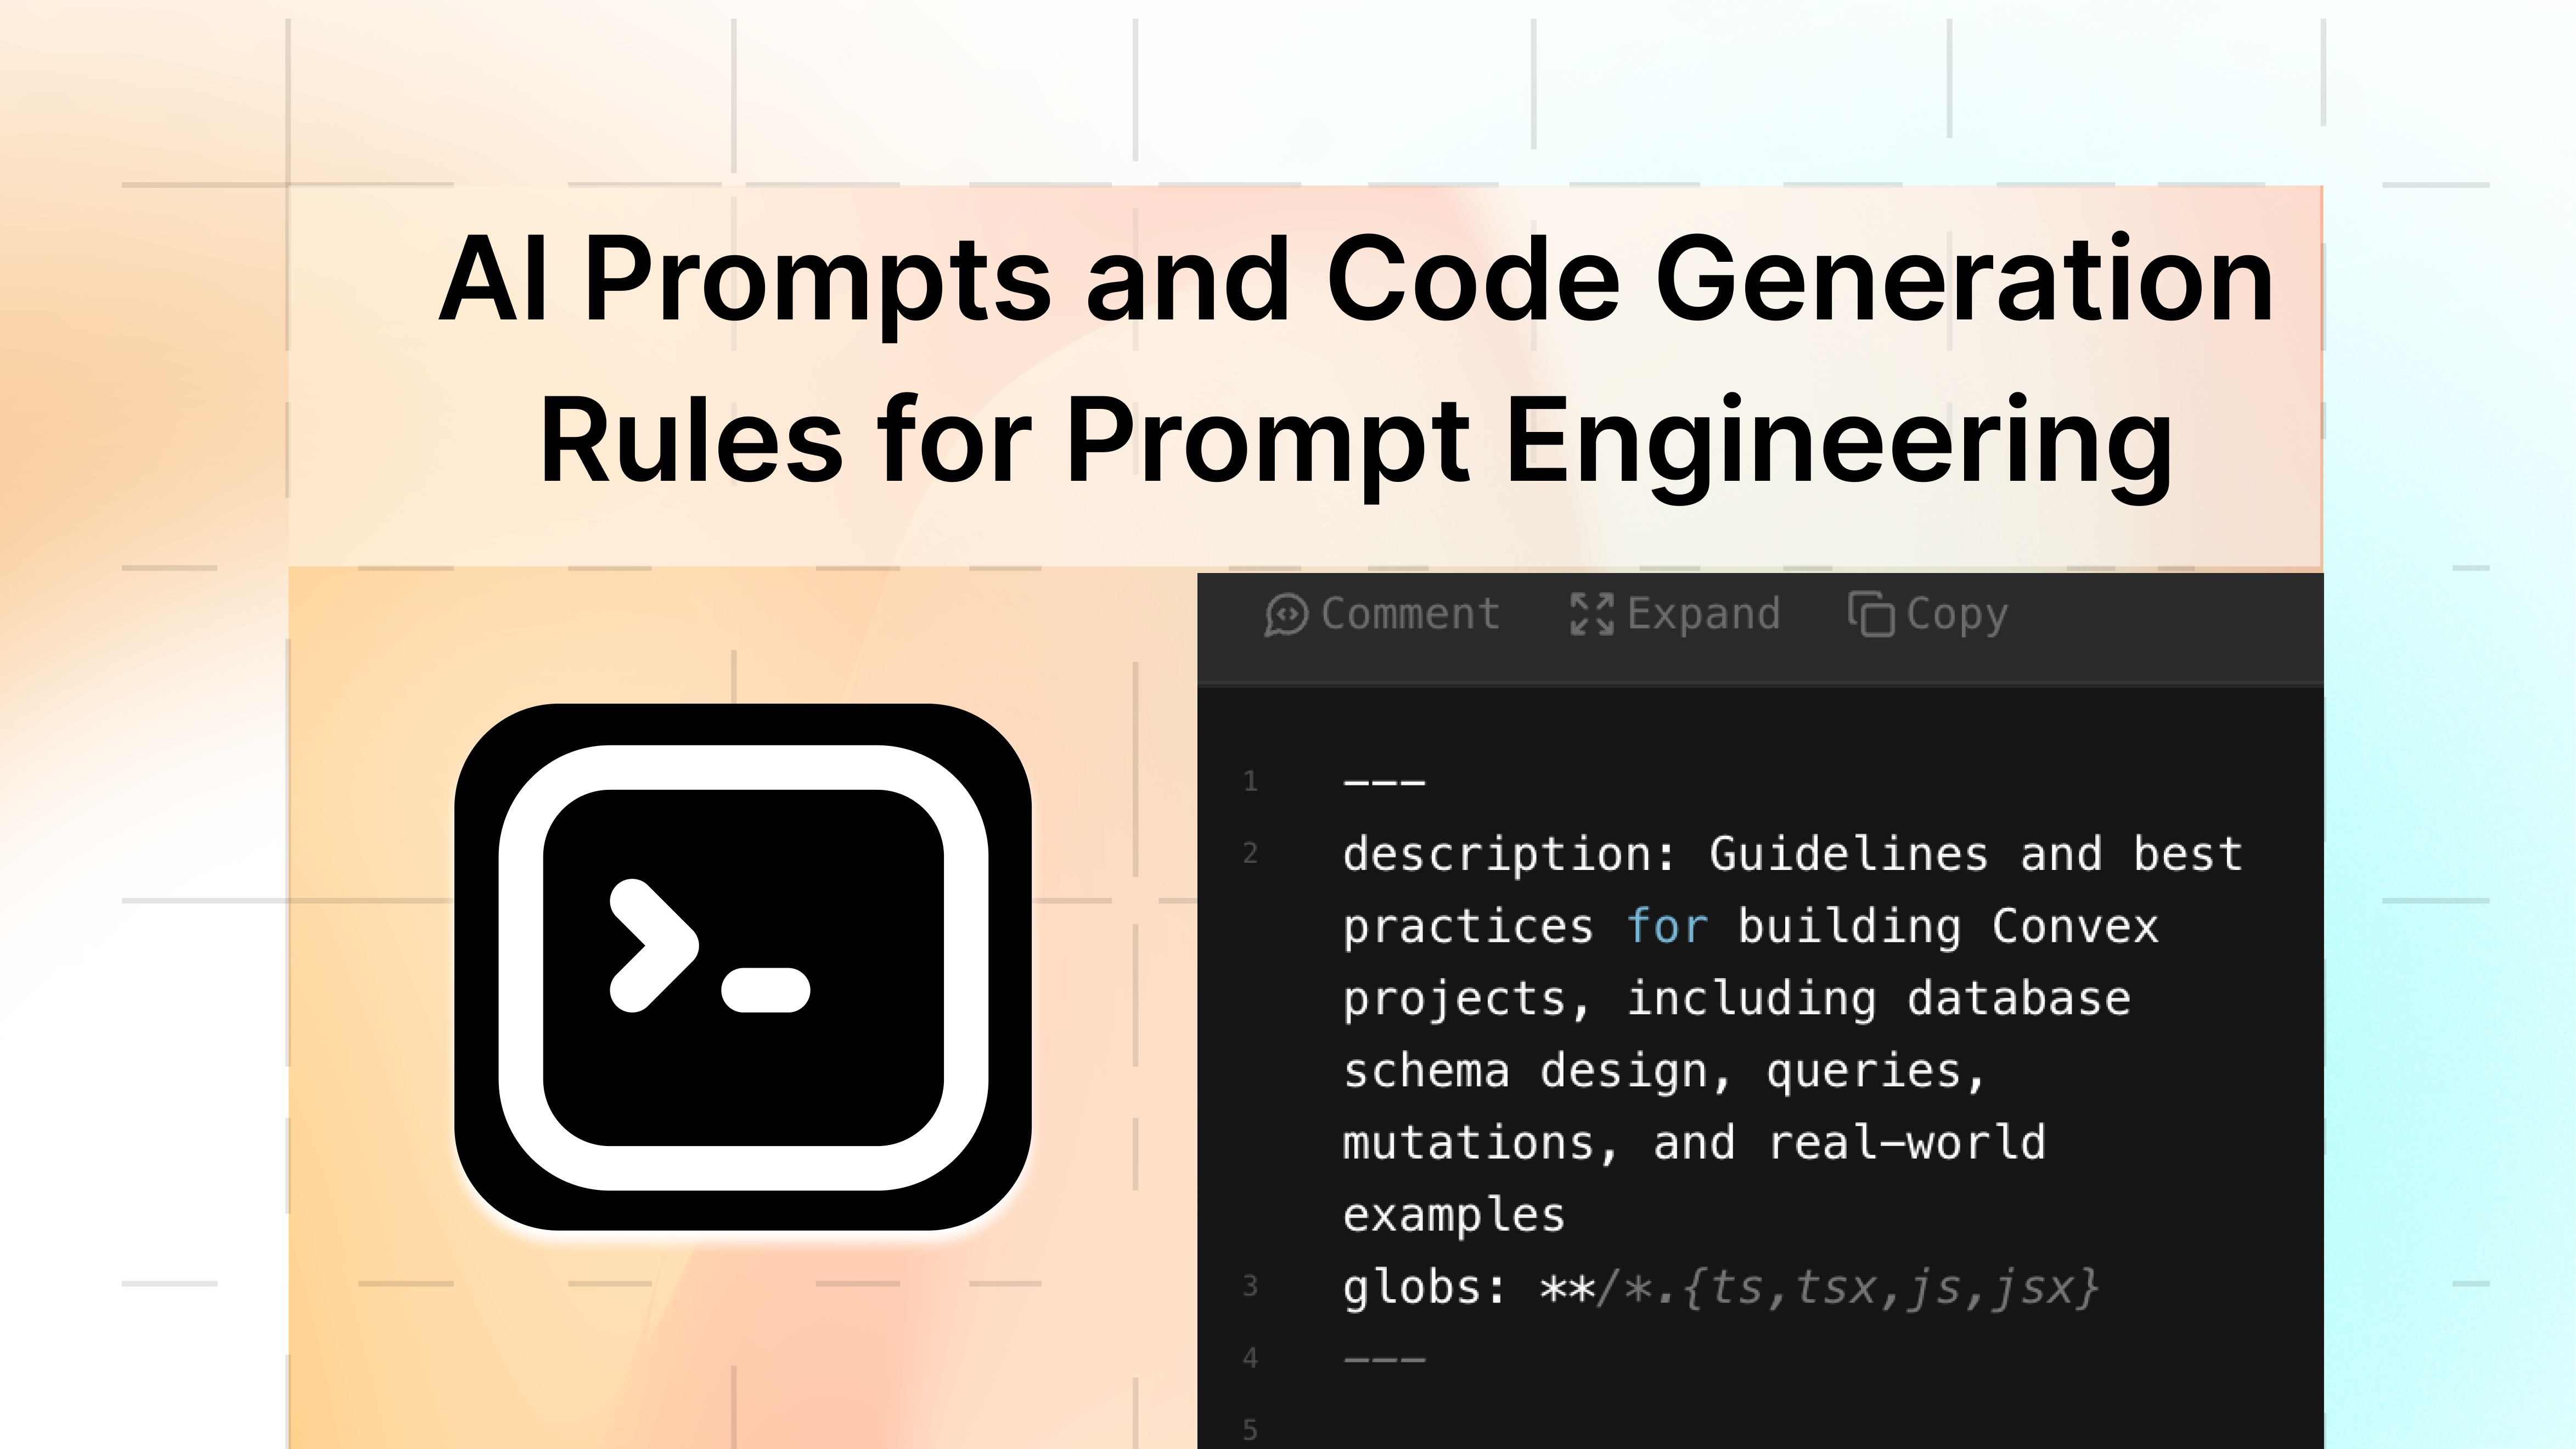 AI Prompts and Code Generation
Rules for Prompt Engineering
Comment Expand Copy
1 ---
2 description: Guidelines and best
practices for building Convex
projects, including database
schema design, queries,
mutations, and real-world
examples
3 globs: **/*.{ts,tsx,js,jsx}
4 ---
5